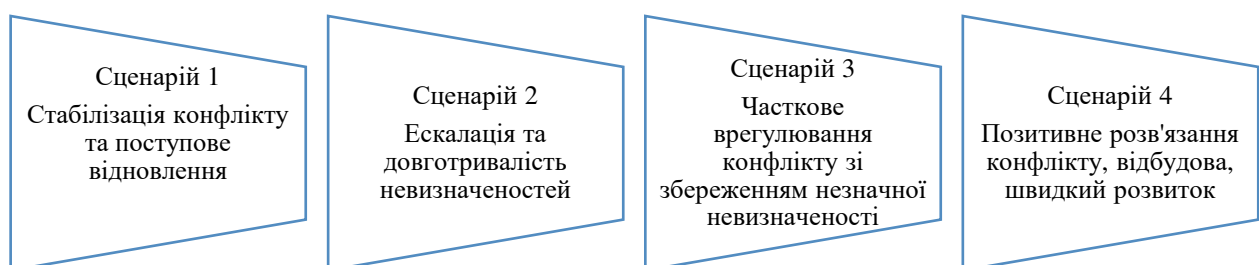 Сценарій 1
Стабілізація конфлікту
та поступове
відновлення
Сценарій 2
Ескалація та
довготривалість
невизначеностей
Сценарій 3
Часткове
врегулювання
конфлікту зі
збереженням незначної
невизначеності
Сценарій 4
Позитивне розв'язання
конфлікту, відбудова,
швидкий розвиток